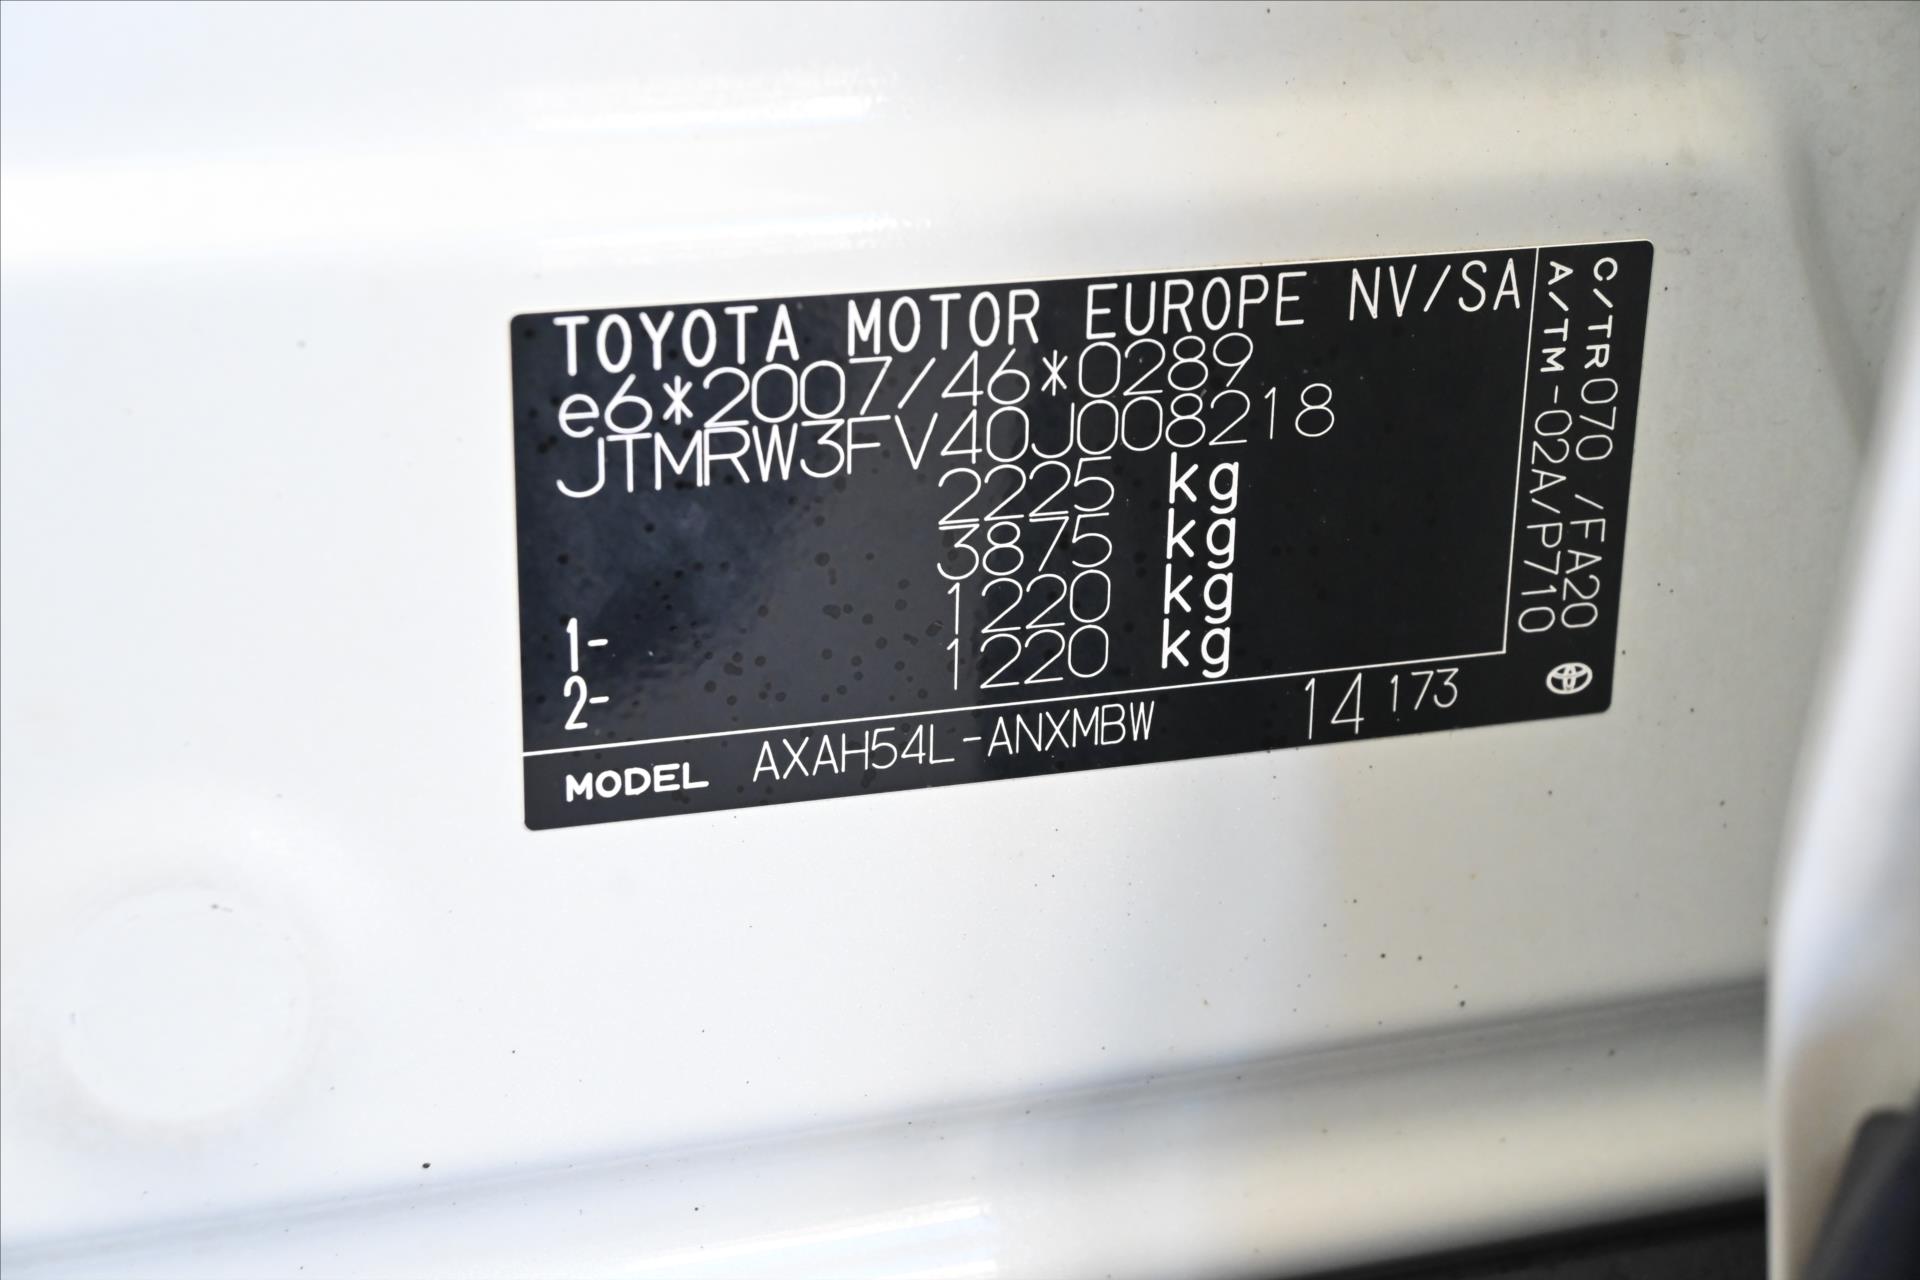 TOYOTA MOTOR EUROPE NV/SA
e6*2007/46*0289
JTMRW3FV40J008218
2225 kg
3875 kg
1- 1220 kg
2- 1220 kg
MODEL AXAH54L-ANXMBW 14 173
C/TR070 /FA20
A/TM-02A/P710